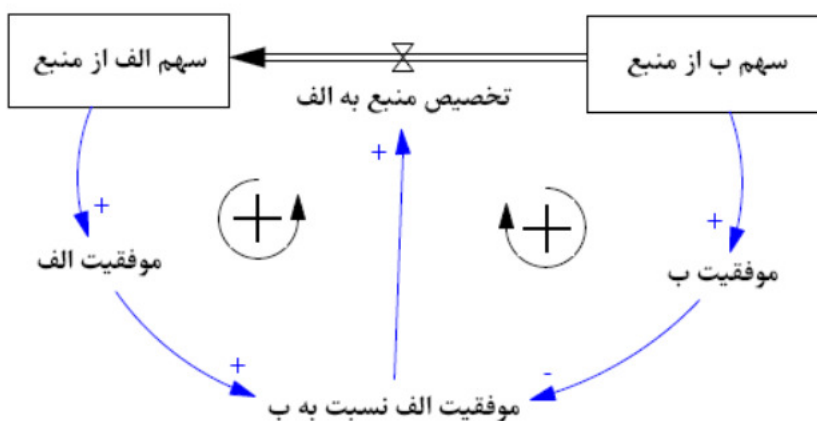 سهم ب از منبع
سهم الف از منبع
تخصیص منبع به الف
+
+
+
+
+
موفقیت ب
موفقیت الف
+
-
موفقیت الف نسبت به ب